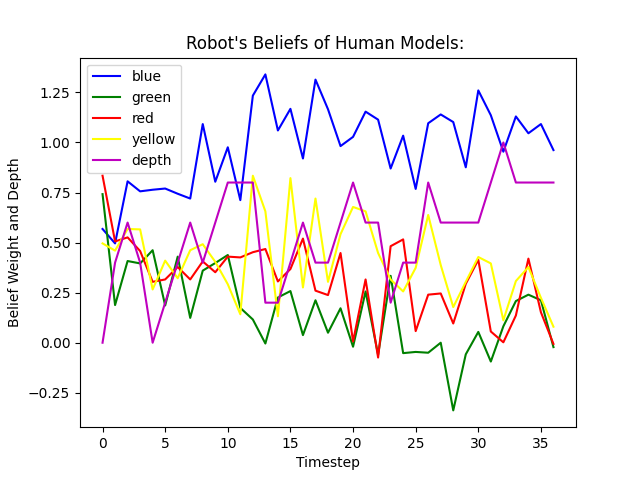 Robot's Beliefs of Human Models:
blue
green
red
yellow
depth
1.25
1.00
0.75
0.50
0.25
0.00
−0.25
Belief Weight and Depth
0 5 10 15 20 25 30 35
Timestep